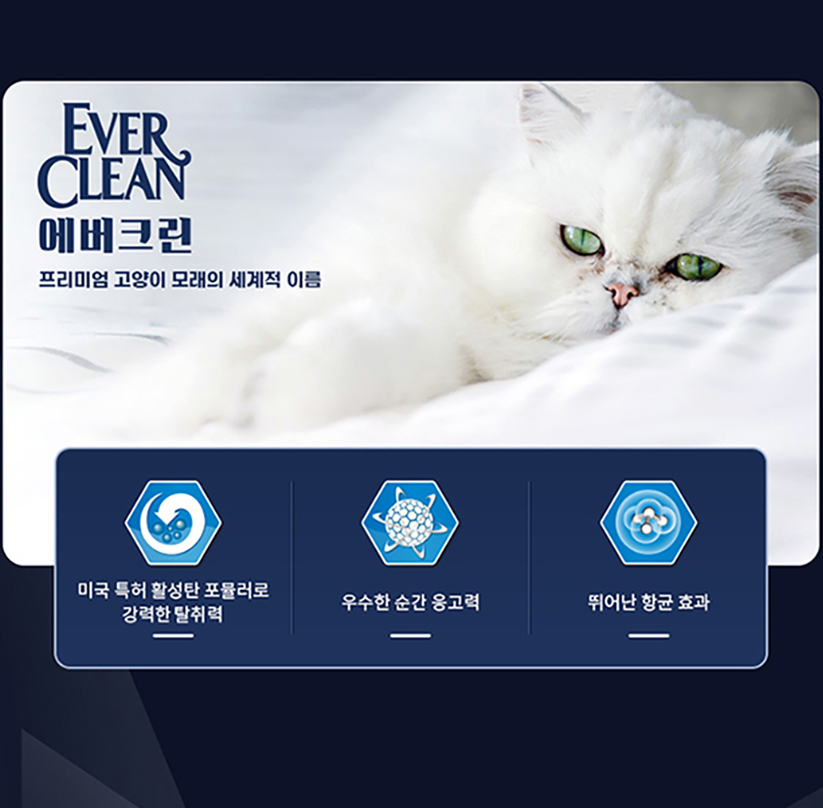 EVER
CLEAN
에버크린
프리미엄 고양이 모래의 세계적 이름
미국 특허 활성탄 포뮬러로
강력한 탈취력
우수한 순간 응고력
뛰어난 항균 효과